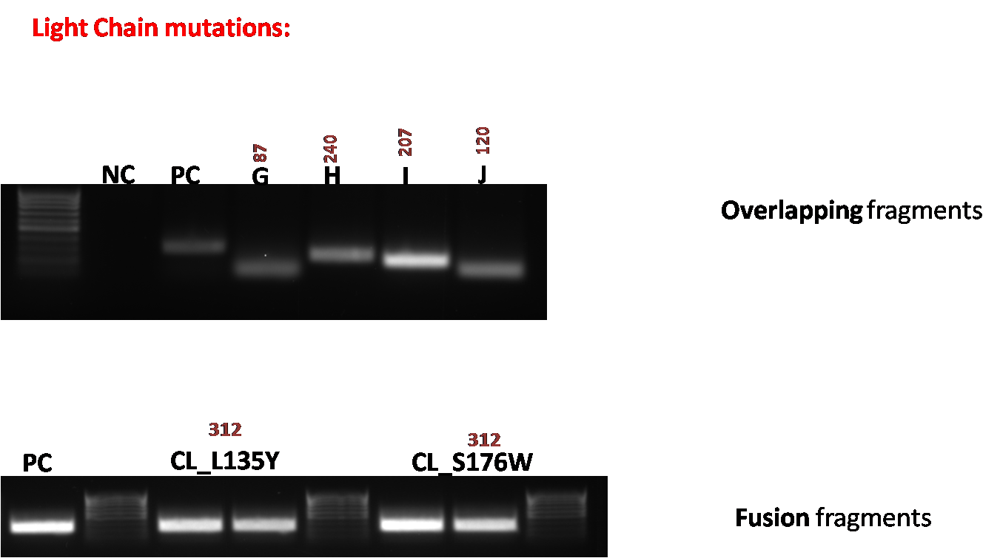 Light Chain mutations:
87 240 207 120
NC PC G H I J
Overlapping fragments
312 312
PC CL_L135Y CL_S176W
Fusion fragments